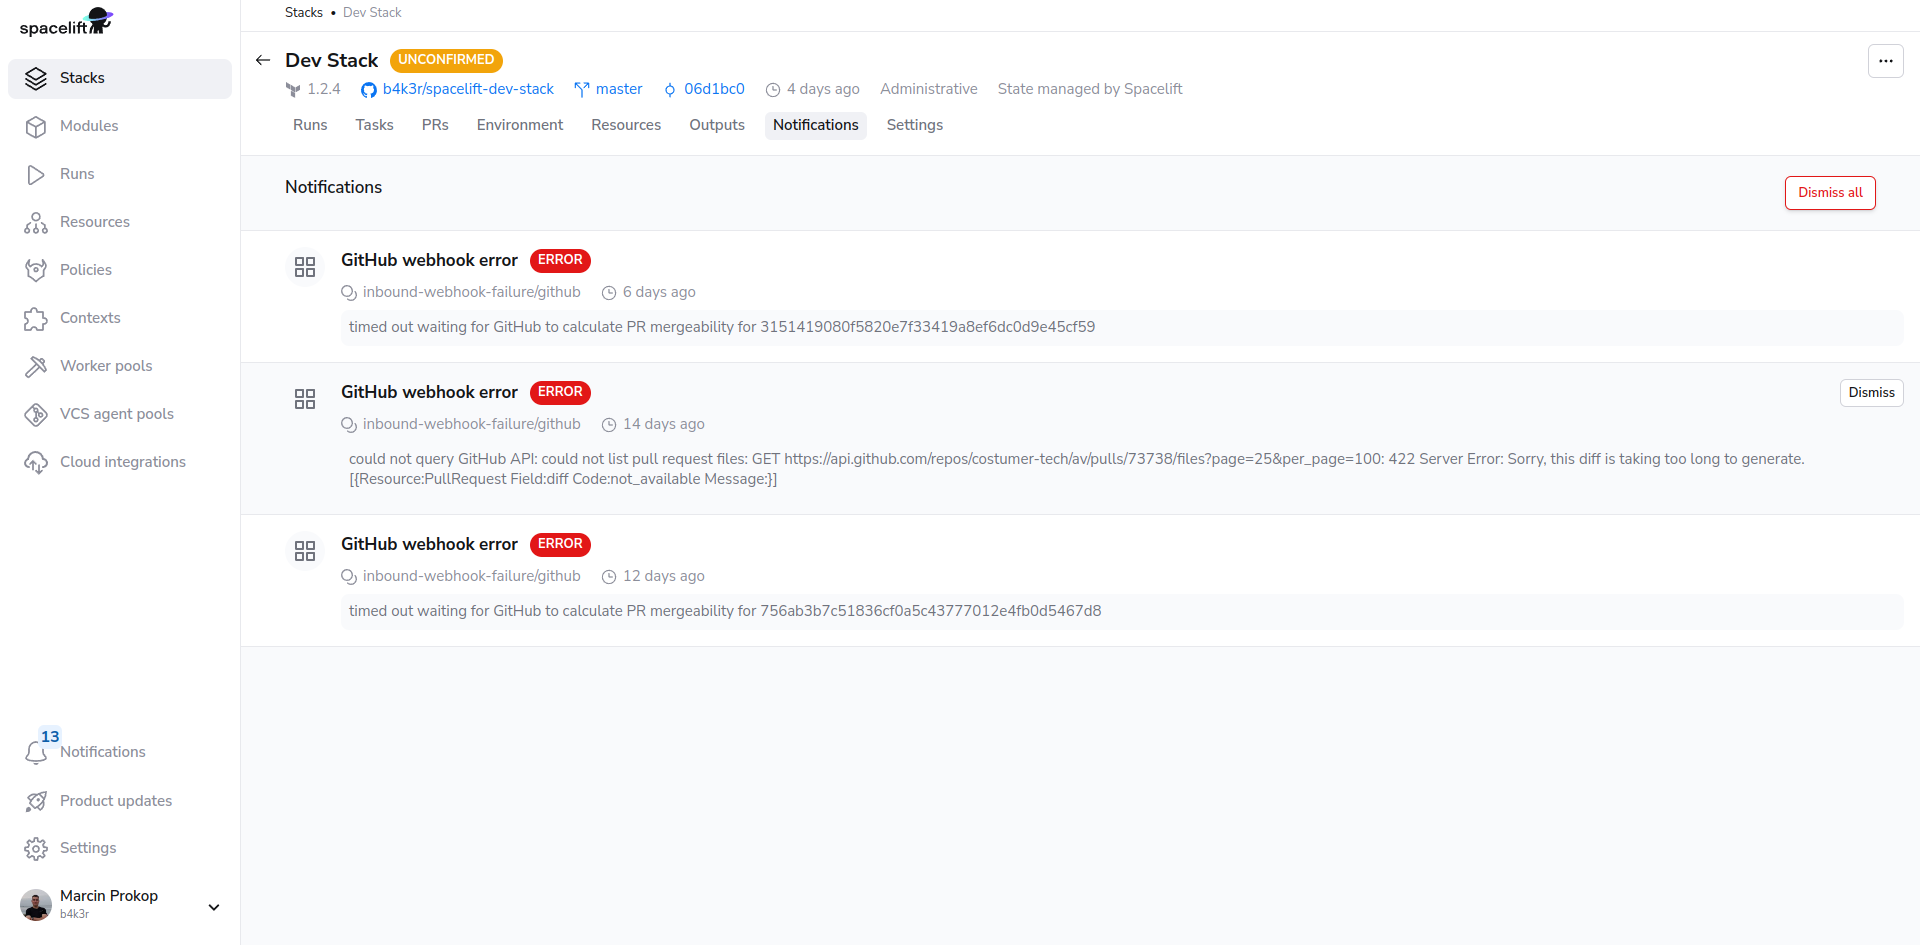 spacelift
Stacks
Modules
Runs
Resources
Policies
Contexts
Worker pools
VCS agent pools
Cloud integrations
13
Notifications
Product updates
Settings
Marcin Prokop
b4k3r
Stacks • Dev Stack
Dev Stack UNCONFIRMED
1.2.4 b4k3r/spacelift-dev-stack master 06d1bc0 4 days ago Administrative State managed by Spacelift
Runs Tasks PRs Environment Resources Outputs Notifications Settings
Notifications
Dismiss all
GitHub webhook error ERROR
inbound-webhook-failure/github 6 days ago
timed out waiting for GitHub to calculate PR mergeability for 3151419080f5820e7f33419a8ef6dc0d9e45cf59
GitHub webhook error ERROR
Dismiss
inbound-webhook-failure/github 14 days ago
could not query GitHub API: could not list pull request files: GET https://api.github.com/repos/costumer-tech/av/pulls/73738/files?page=25&per_page=100: 422 Server Error: Sorry, this diff is taking too long to generate.
[{Resource:PullRequest Field:diff Code:not_available Message:}]
GitHub webhook error ERROR
inbound-webhook-failure/github 12 days ago
timed out waiting for GitHub to calculate PR mergeability for 756ab3b7c51836cf0a5c43777012e4fb0d5467d8